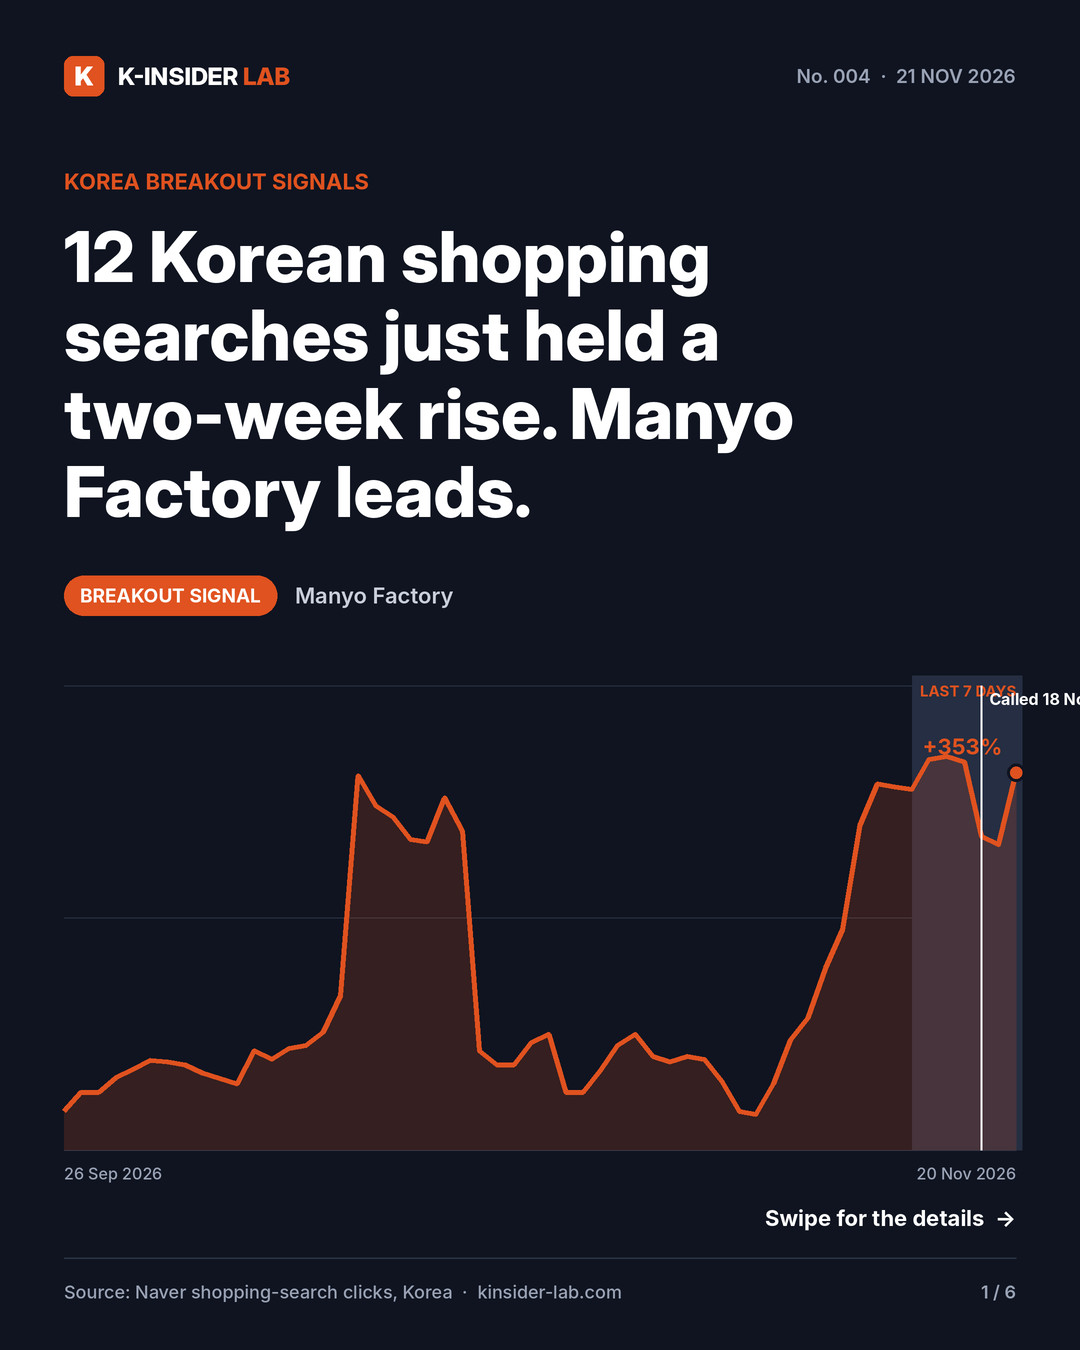 K K-INSIDER LAB
No. 004 · 21 NOV 2026
KOREA BREAKOUT SIGNALS
12 Korean shopping
searches just held a
two-week rise. Manyo
Factory leads.
BREAKOUT SIGNAL Manyo Factory
LAST 7 DAYS
Called 18 No
+353%
26 Sep 2026
20 Nov 2026
Swipe for the details →
Source: Naver shopping-search clicks, Korea · kinsider-lab.com
1 / 6